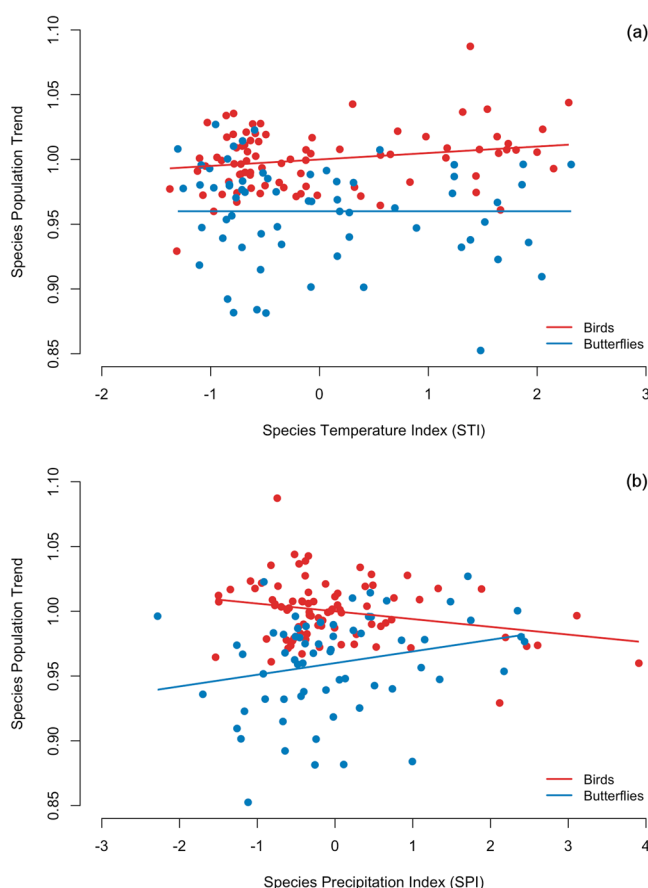 (a)
Species Population Trend
1.10
1.05
1.00
0.95
0.90
0.85
Birds
Butterflies
-2
-1
0
1
2
3
Species Temperature Index (STI)
(b)
Species Population Trend
1.10
1.05
1.00
0.95
0.90
0.85
Birds
Butterflies
-3
-2
-1
0
1
2
3
4
Species Precipitation Index (SPI)